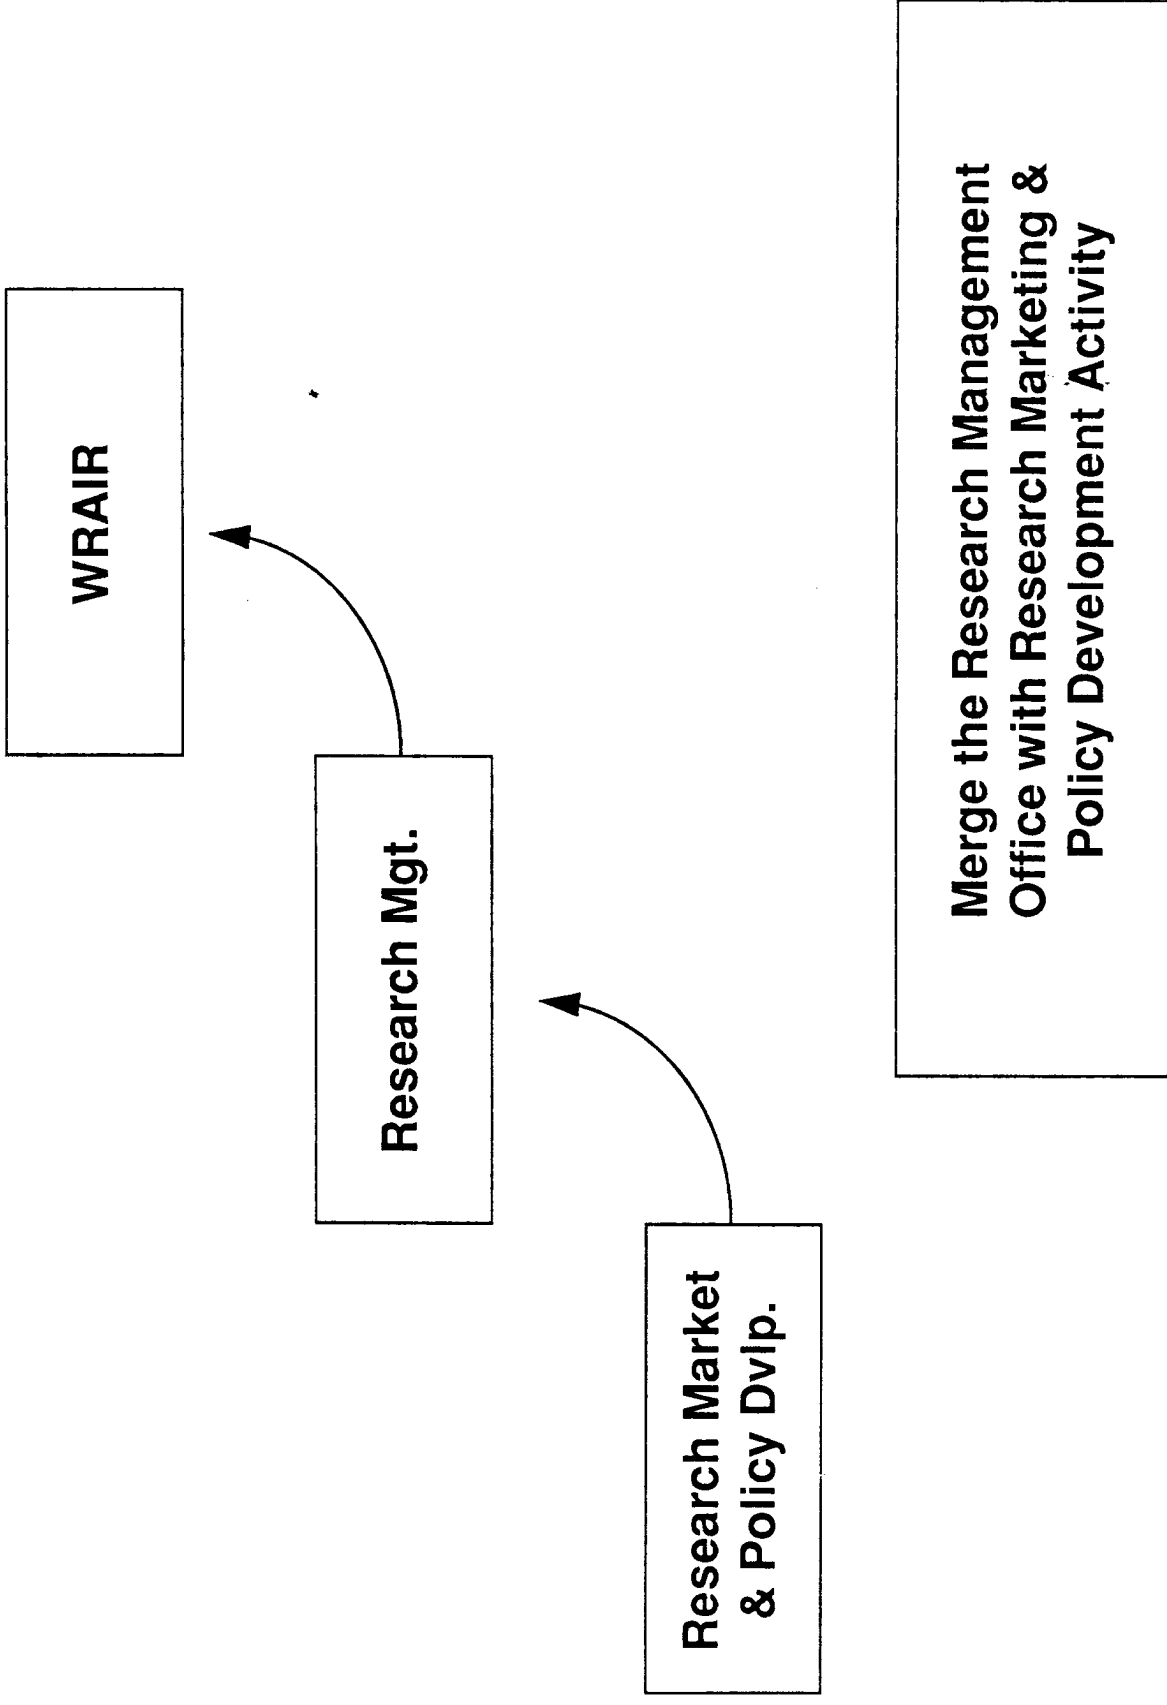 WRAIR
Research Mgt.
Research Market
& Policy Dvlp.
Merge the Research Management
Office with Research Marketing &
Policy Development Activity